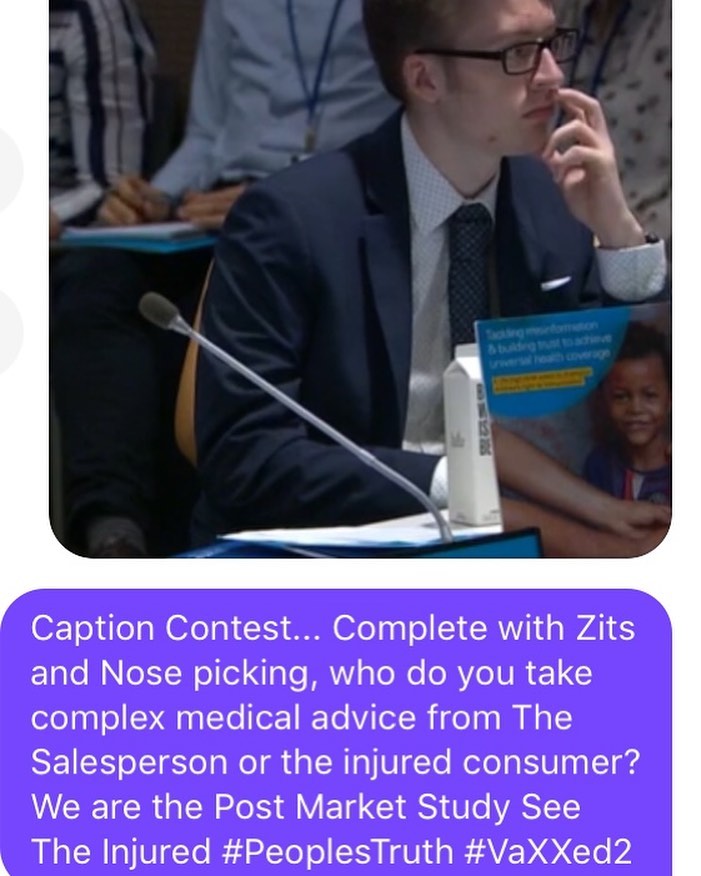 Tackling misinformation
& building trust to achieve
universal health coverage
Caption Contest... Complete with Zits
and Nose picking, who do you take
complex medical advice from The
Salesperson or the injured consumer?
We are the Post Market Study See
The Injured #PeoplesTruth #VaXXed2